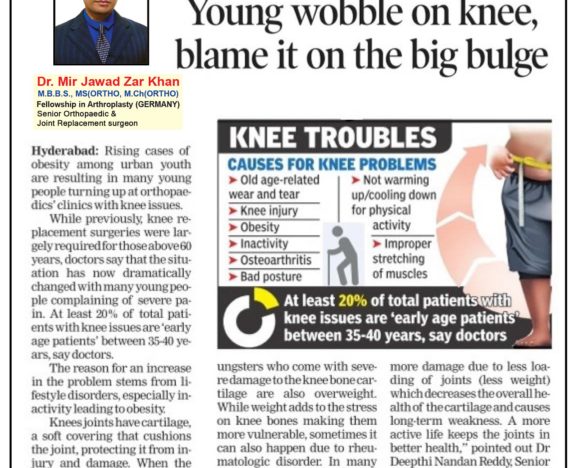 Young wobble on knee,
blame it on the big bulge
Dr. Mir Jawad Zar Khan
M.B.B.S., MS(ORTHO, M.Ch(ORTHO)
Fellowship in Arthroplasty (GERMANY)
Senior Orthopaedic &
Joint Replacement surgeon
Hyderabad: Rising cases of
obesity among urban youth
are resulting in many young
people turning up at orthopae-
dics' clinics with knee issues.
While previously, knee re-
placement surgeries were lar-
gely required for those above 60
years, doctors say that the situ-
ation has now dramatically
changed with many young peo-
ple complaining of severe pa-
in. At least 20% of total pati-
ents with knee issues are 'early
age patients' between 35-40 ye-
ars, say doctors.
The reason for an increase
in the problem stems from li-
festyle disorders, especially in-
activity leading to obesity.
Knees joints have cartilage,
a soft covering that cushions
the joint, protecting it from in-
jury and damage. When the
KNEE TROUBLES
CAUSES FOR KNEE PROBLEMS
➤ Old age-related
wear and tear
➤ Knee injury
➤ Obesity
➤ Inactivity
➤ Osteoarthritis
➤ Bad posture
➤ Not warming
up/cooling down
for physical
activity
➤ Improper
stretching
of muscles
At least 20% of total patients with
knee issues are 'early age patients'
between 35-40 years, say doctors
ungsters who come with seve-
re damage to the knee bone car-
tilage are also overweight.
While weight adds to the stress
on knee bones making them
more vulnerable, sometimes it
can also happen due to rheu-
matologic disorder. In many
more damage due to less loa-
ding of joints (less weight)
which decreases the overall he-
alth of the cartilage and causes
long-term weakness. A more
active life keeps the joints in
better health," pointed out Dr
Deepthi Nandan Reddy, Senior